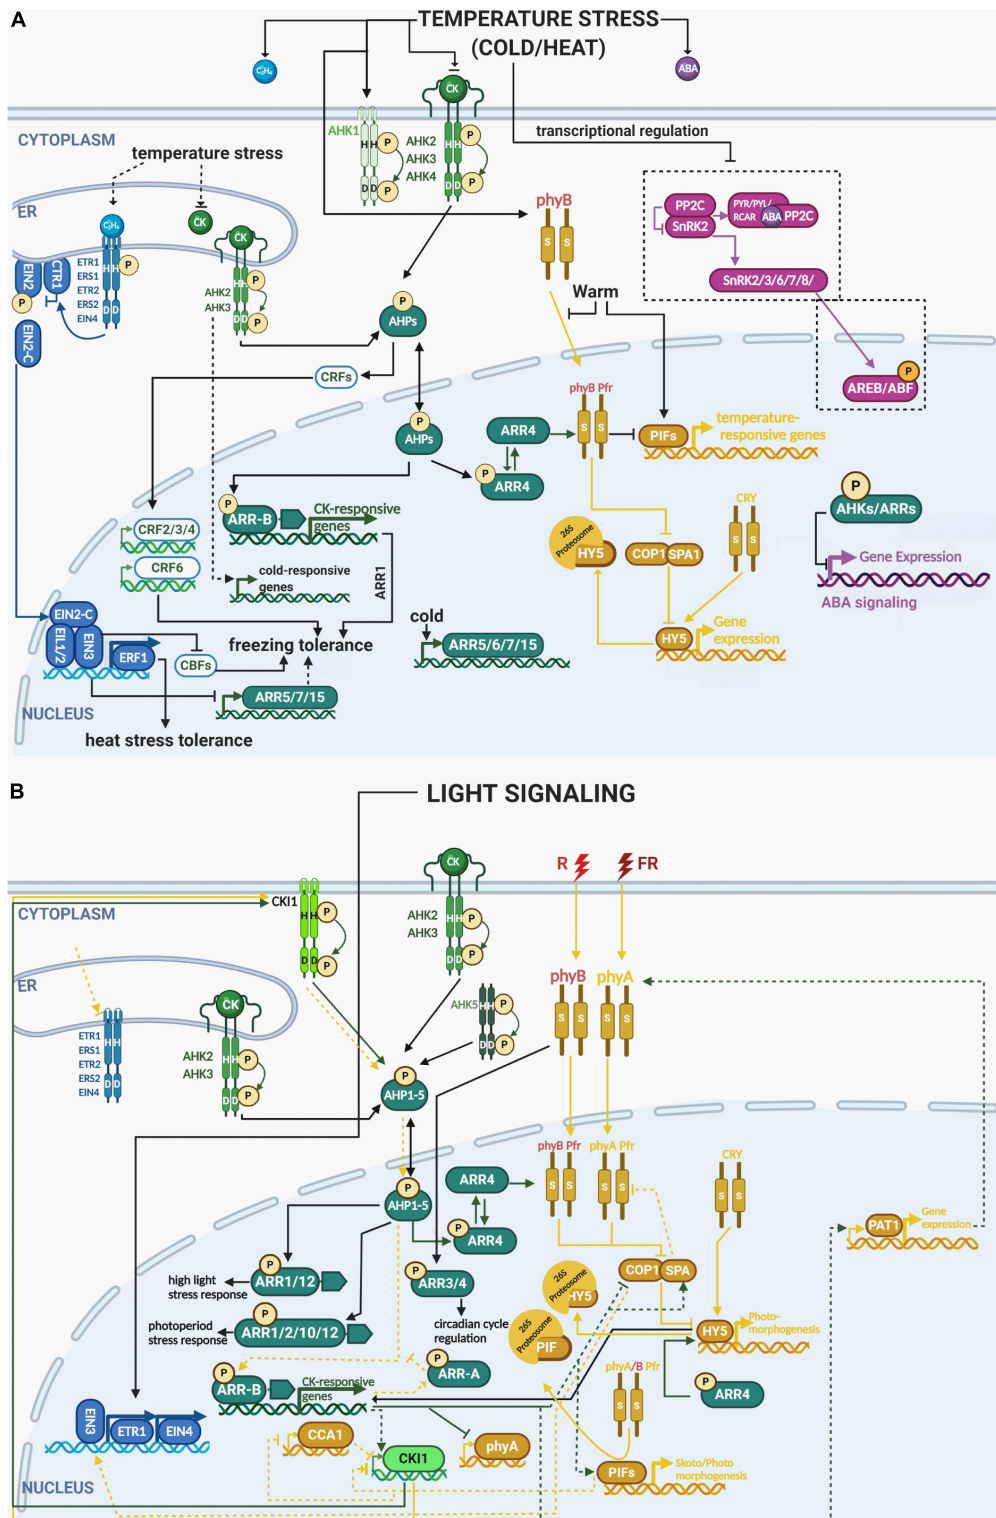 A
TEMPERATURE STRESS
(COLD/HEAT)
C₂H₄
CK
ABA
AHK1
H H
D D
P
P
AHK2
AHK3
AHK4
H H
D D
P
P
transcriptional regulation
CYTOPLASM
temperature stress
ER
C₂H₄
CK
CK
EIN2
CTR1
P
ETR1
ERS1
ETR2
ERS2
EIN4
H H
D D
P
AHK2
AHK3
H H
D D
P
P
EIN2-C
phyB
S S
PP2C
SnRK2
PYR/PYL/
RCAR
ABA
PP2C
SnRK2/3/6/7/8/
Warm
P
AHPs
CRFs
P
AREB/ABF
phyB Pfr
S S
P
AHPs
ARR4
P
ARR4
PIFs
temperature-
responsive genes
P
AHKs/ARRs
Gene Expression
ABA signaling
P
ARR-B
CK-responsive
genes
CRF2/3/4
CRF6
cold-responsive
genes
ARR1
26S
Proteosome
HY5
COP1
SPA1
CRY
S S
HY5
Gene
expression
EIN2-C
EIL1/2
EIN3
ERF1
CBFs
freezing tolerance
cold
ARR5/6/7/15
ARR5/7/15
NUCLEUS
heat stress tolerance
B
LIGHT SIGNALING
CK
R
FR
CYTOPLASM
CKI1
H H
D D
P
P
AHK2
AHK3
H H
D D
P
P
phyB
S S
phyA
S S
ER
CK
AHK5
H H
D D
P
P
ETR1
ERS1
ETR2
ERS2
EIN4
H H
D D
AHK2
AHK3
H H
D D
P
P
P
AHP1-5
phyB Pfr
S S
phyA Pfr
S S
CRY
S S
P
AHP1-5
ARR4
P
ARR4
PAT1
Gene
expression
high light
stress response
P
ARR1/12
P
ARR3/4
COP1
SPA
26S
Proteosome
HY5
photoperiod
stress response
P
ARR1/2/10/12
circadian cycle
regulation
26S
Proteosome
PIF
HY5
Photo-
morphogenesis
P
ARR-B
CK-responsive
genes
P
ARR-A
phyA/B Pfr
S S
P
ARR4
EIN3
ETR1
EIN4
CCA1
CKI1
phyA
PIFs
Skoto/Photo
morphogenesis
NUCLEUS